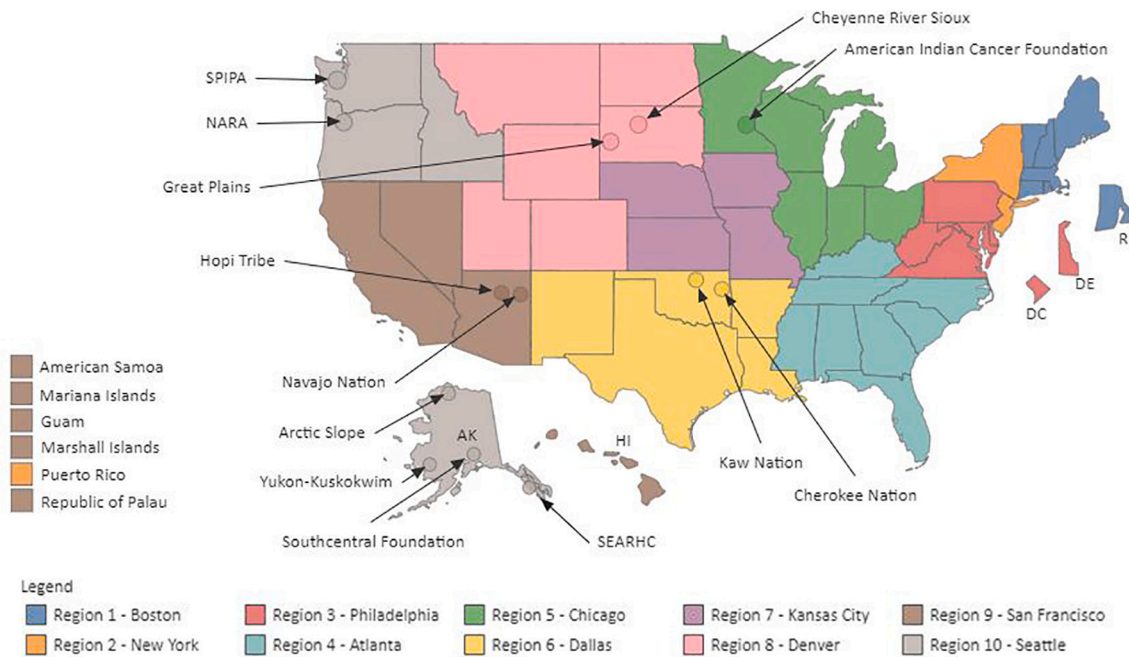 Cheyenne River Sioux
American Indian Cancer Foundation
SPIPA
NARA
Great Plains
R
DE
Hopi Tribe
DC
American Samoa
Mariana Islands
Guam
Marshall Islands
Puerto Rico
Republic of Palau
Navajo Nation
Arctic Slope
AK
HI
Yukon-Kuskokwim
Kaw Nation
Cherokee Nation
Southcentral Foundation
SEARHC
Legend
Region 1 - Boston
Region 3 - Philadelphia
Region 5 - Chicago
Region 7 - Kansas City
Region 9 - San Francisco
Region 2 - New York
Region 4 - Atlanta
Region 6 - Dallas
Region 8 - Denver
Region 10 - Seattle